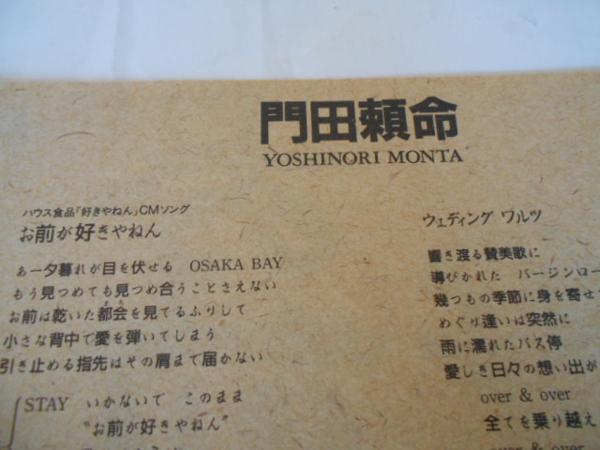 門田頼命
YOSHINORI MONTA
ハウス食品「好きやねん」CMソング
お前が好きやねん
あー夕暮れが目を伏せる OSAKA BAY
もう見つめても見つめ合うことさえない
お前は乾いた都会を見てるふりして
小さな背中で愛を弾いてしまう
引き止める指先はその肩まで届かない
STAY いかないで このまま
"お前が好きやねん"
ウェディング ワルツ
響き渡る賛美歌に
導びかれた バージンロー
幾つもの季節に身を寄せ
めぐり逢いは突然に
雨に濡れたバス停
愛しき日々の想い出が
over & over
全てを乗り越え
over & over